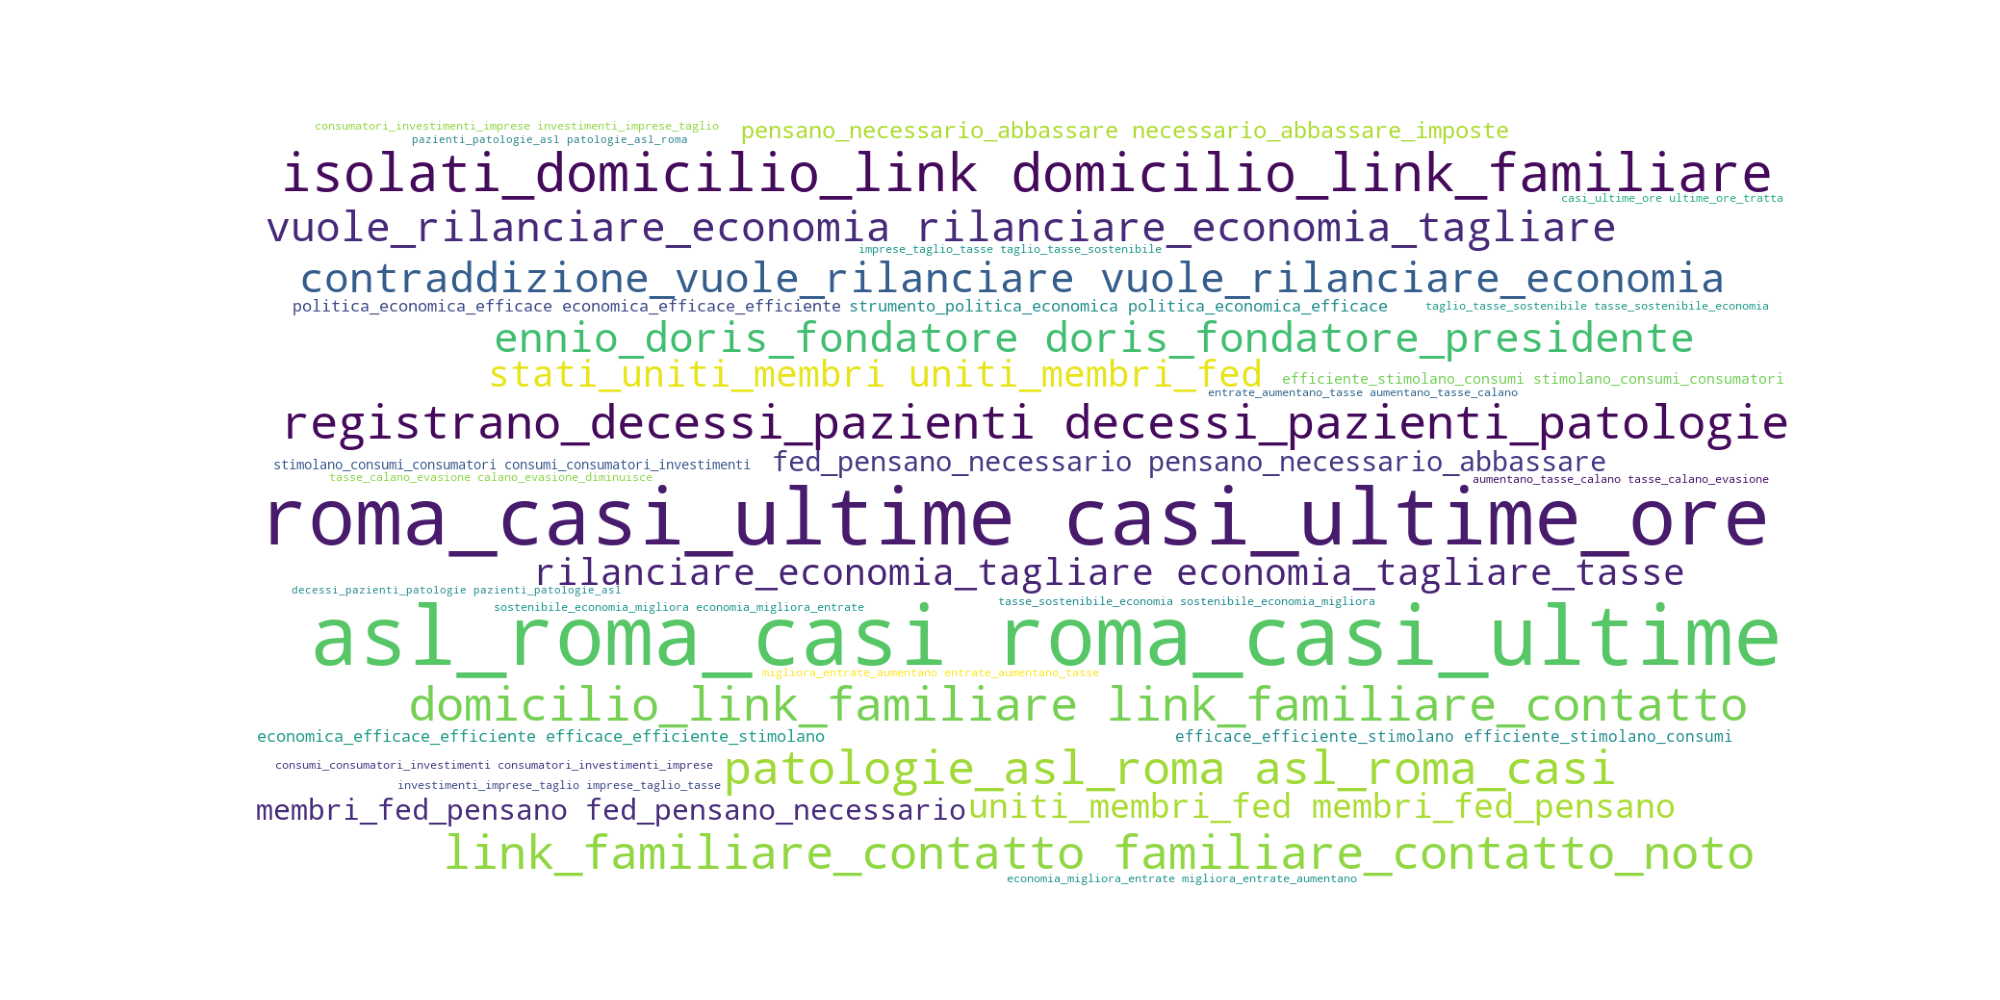 consumatori_investimenti_imprese investimenti_imprese_taglio
pensano_necessario_abbassare necessario_abbassare_imposte
pazienti_patologie_asl patologie_asl_roma
isolati_domicilio_link domicilio_link_familiare
casi_ultime_ore ultime_ore_tratta
vuole_rilanciare_economia rilanciare_economia_tagliare
imprese_taglio_tasse taglio_tasse_sostenibile
contraddizione_vuole_rilanciare vuole_rilanciare_economia
politica_economica_efficace economica_efficace_efficiente
strumento_politica_economica politica_economica_efficace
taglio_tasse_sostenibile tasse_sostenibile_economia
ennio_doris_fondatore doris_fondatore_presidente
stati_uniti_membri uniti_membri_fed
efficiente_stimolano_consumi stimolano_consumi_consumatori
entrate_aumentano_tasse aumentano_tasse_calano
registrano_decessi_pazienti decessi_pazienti_patologie
stimolano_consumi_consumatori consumi_consumatori_investimenti
fed_pensano_necessario pensano_necessario_abbassare
tasse_calano_evasione calano_evasione_diminuisce
aumentano_tasse_calano tasse_calano_evasione
roma_casi_ultime casi_ultime_ore
rilanciare_economia_tagliare economia_tagliare_tasse
decessi_pazienti_patologie pazienti_patologie_asl
sostenibile_economia_migliora economia_migliora_entrate
tasse_sostenibile_economia sostenibile_economia_migliora
asl_roma_casi roma_casi_ultime
migliora_entrate_aumentano entrate_aumentano_tasse
domicilio_link_familiare link_familiare_contatto
economica_efficace_efficiente efficace_efficiente_stimolano
efficace_efficiente_stimolano efficiente_stimolano_consumi
consumi_consumatori_investimenti consumatori_investimenti_imprese
patologie_asl_roma asl_roma_casi
investimenti_imprese_taglio imprese_taglio_tasse
membri_fed_pensano fed_pensano_necessario
uniti_membri_fed membri_fed_pensano
link_familiare_contatto familiare_contatto_noto
economia_migliora_entrate migliora_entrate_aumentano